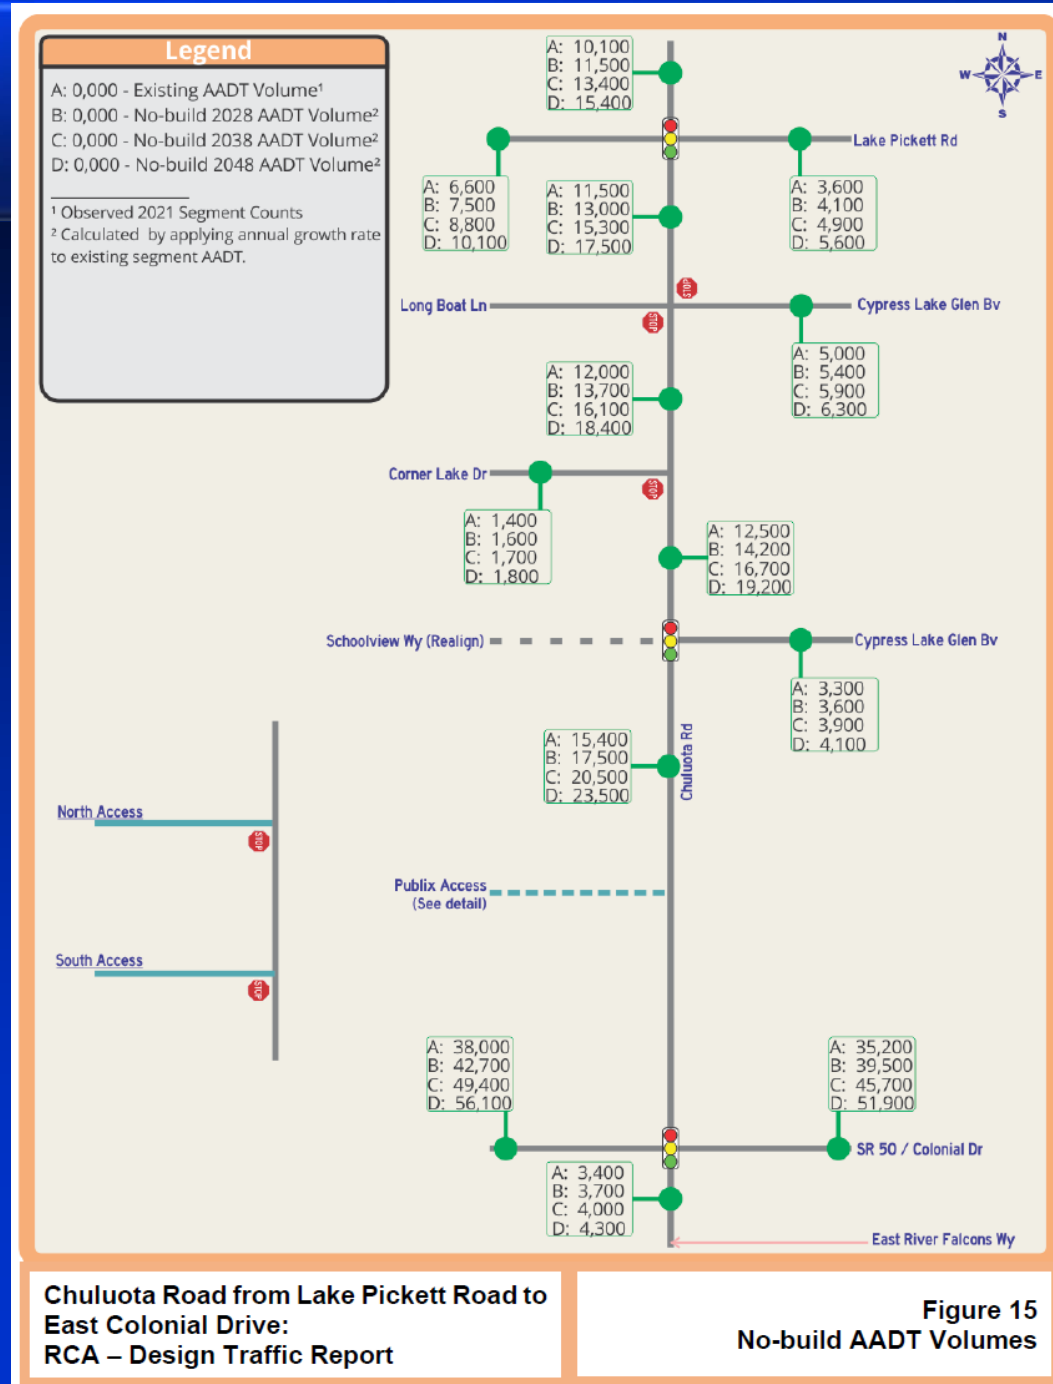 Legend
A: 0,000 - Existing AADT Volume¹
B: 0,000 - No-build 2028 AADT Volume²
C: 0,000 - No-build 2038 AADT Volume²
D: 0,000 - No-build 2048 AADT Volume²
¹ Observed 2021 Segment Counts
² Calculated by applying annual growth rate
to existing segment AADT.
N
W
E
S
A: 10,100
B: 11,500
C: 13,400
D: 15,400
Lake Pickett Rd
A: 6,600
B: 7,500
C: 8,800
D: 10,100
A: 11,500
B: 13,000
C: 15,300
D: 17,500
A: 3,600
B: 4,100
C: 4,900
D: 5,600
STOP
Long Boat Ln
Cypress Lake Glen Bv
STOP
A: 5,000
B: 5,400
C: 5,900
D: 6,300
A: 12,000
B: 13,700
C: 16,100
D: 18,400
Corner Lake Dr
STOP
A: 1,400
B: 1,600
C: 1,700
D: 1,800
A: 12,500
B: 14,200
C: 16,700
D: 19,200
Schoolview Wy (Realign)
Cypress Lake Glen Bv
A: 3,300
B: 3,600
C: 3,900
D: 4,100
A: 15,400
B: 17,500
C: 20,500
D: 23,500
Chuluota Rd
North Access
STOP
Publix Access
(See detail)
South Access
STOP
A: 38,000
B: 42,700
C: 49,400
D: 56,100
A: 35,200
B: 39,500
C: 45,700
D: 51,900
SR 50 / Colonial Dr
A: 3,400
B: 3,700
C: 4,000
D: 4,300
East River Falcons Wy
Chuluota Road from Lake Pickett Road to
East Colonial Drive:
RCA – Design Traffic Report
Figure 15
No-build AADT Volumes